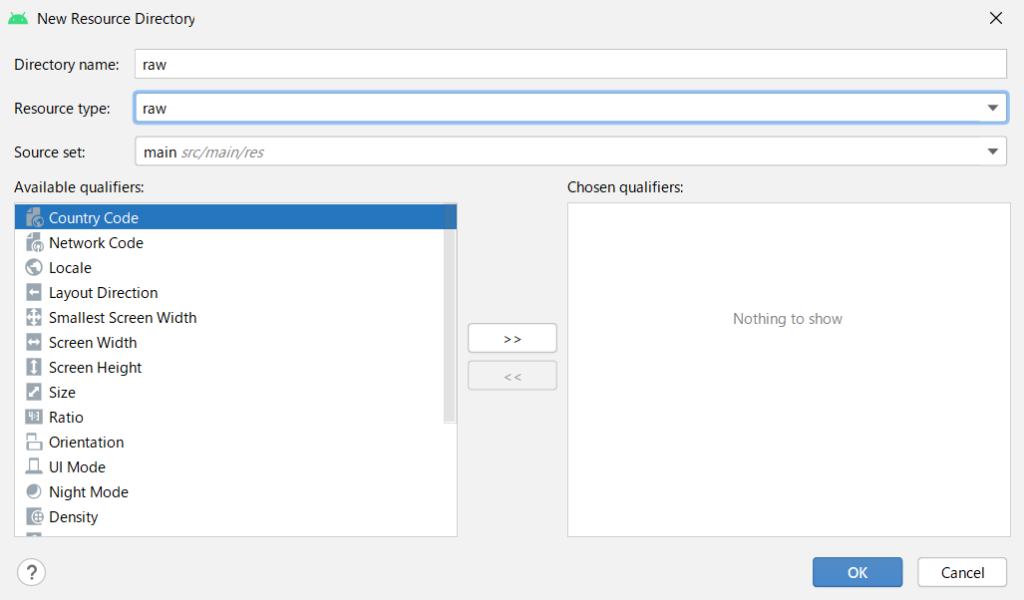 New Resource Directory
Directory name: raw
Resource type: raw
Source set: main src/main/res
Available qualifiers:
Country Code
Network Code
Locale
Layout Direction
Smallest Screen Width
Screen Width
Screen Height
Size
Ratio
Orientation
UI Mode
Night Mode
Density
>>
<<
Chosen qualifiers:
Nothing to show
?
OK
Cancel